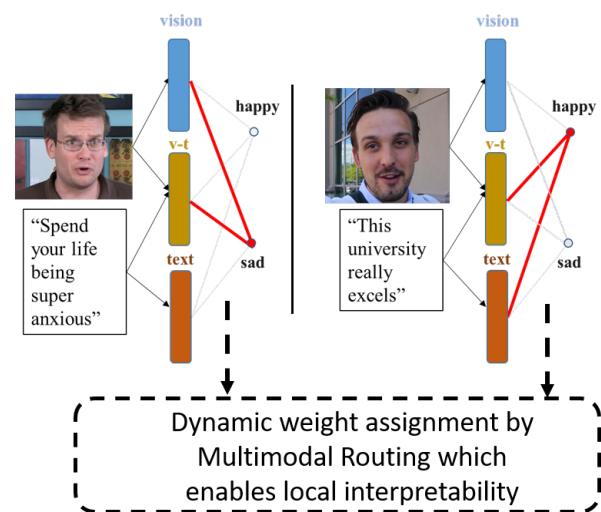 vision
happy
v-t
“Spend
your life
being
super
anxious”
text
sad
vision
happy
v-t
“This
university
really
excels”
text
sad
Dynamic weight assignment by
Multimodal Routing which
enables local interpretability